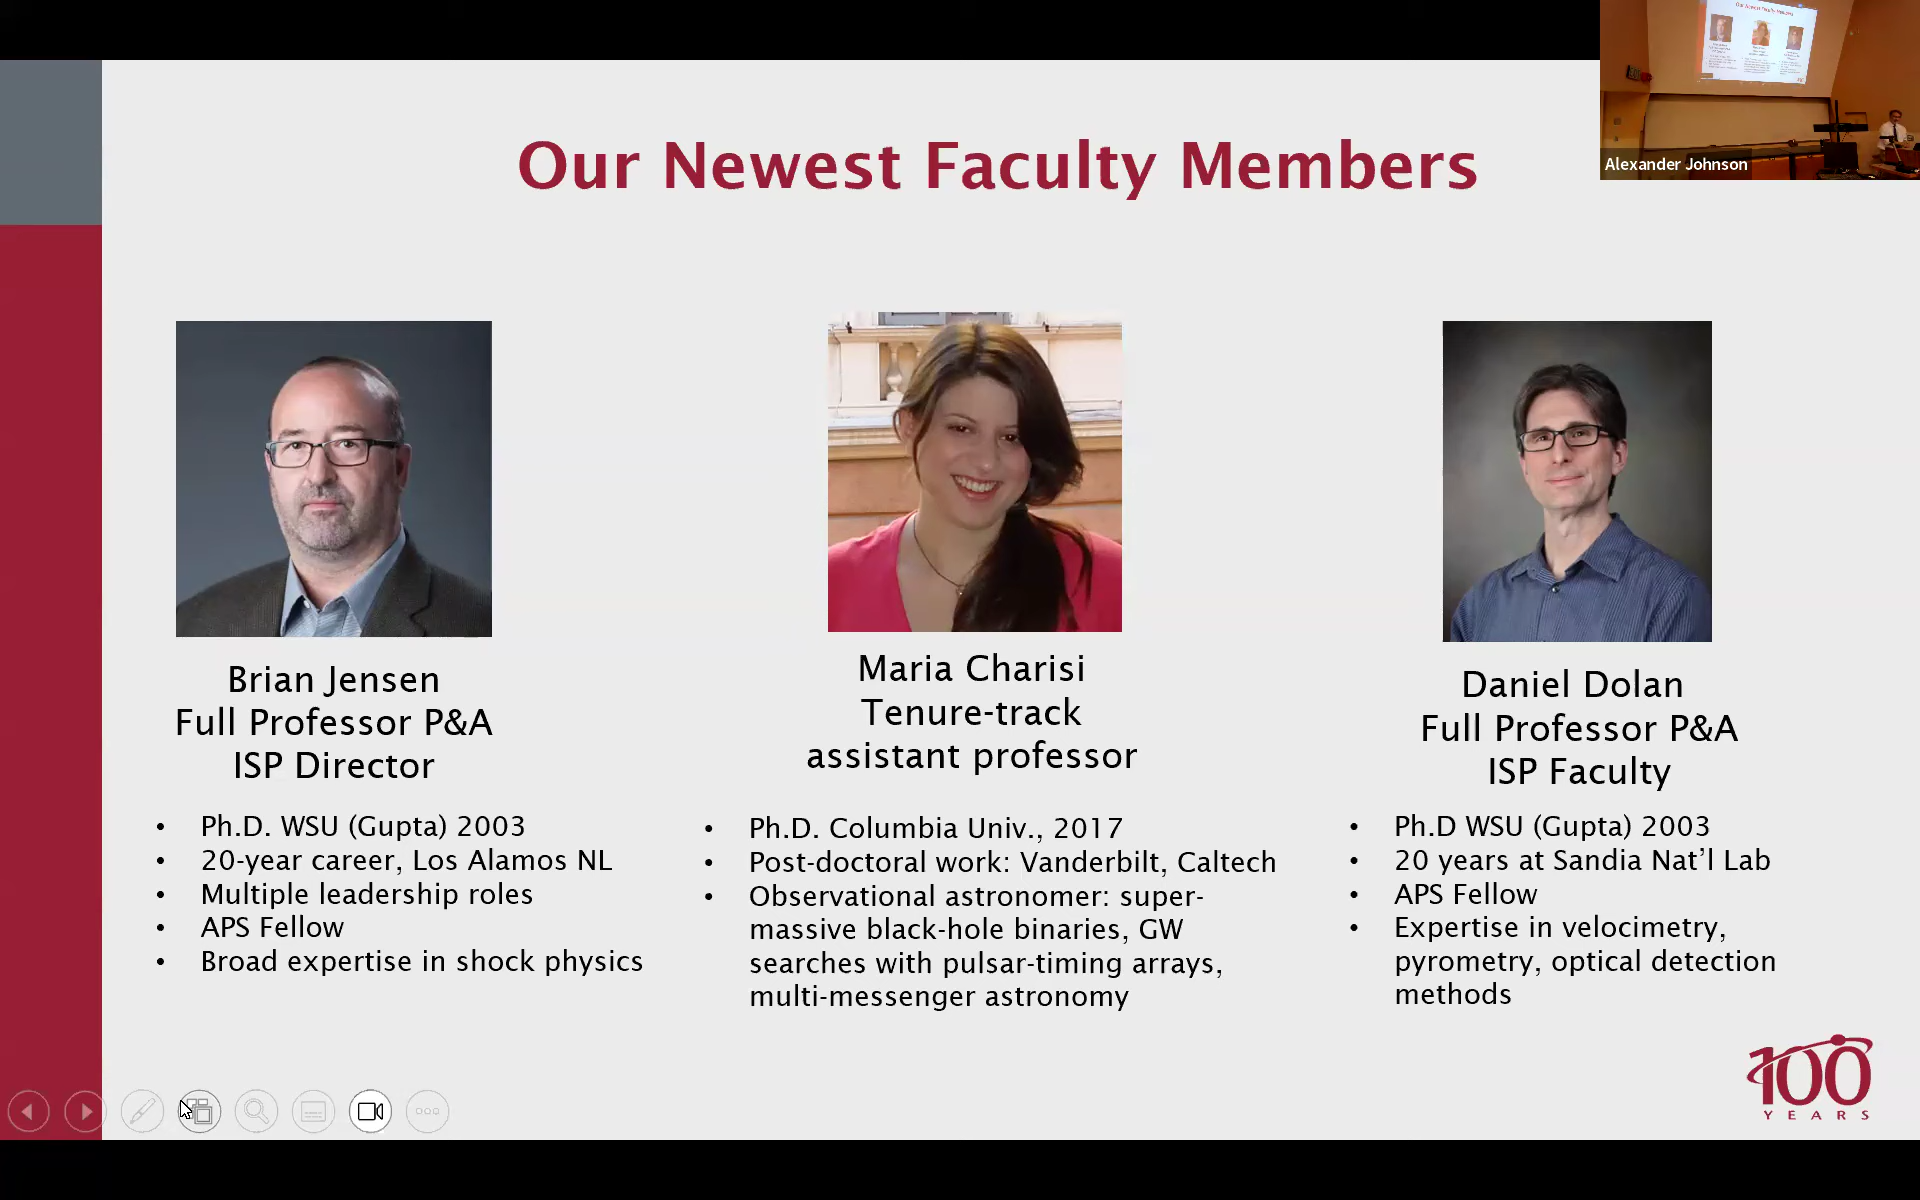 Our Newest Faculty Members
Alexander Johnson
Brian Jensen
Full Professor P&A
ISP Director
• Ph.D. WSU (Gupta) 2003
• 20-year career, Los Alamos NL
• Multiple leadership roles
• APS Fellow
• Broad expertise in shock physics
Maria Charisi
Tenure-track
assistant professor
• Ph.D. Columbia Univ., 2017
• Post-doctoral work: Vanderbilt, Caltech
• Observational astronomer: super-
massive black-hole binaries, GW
searches with pulsar-timing arrays,
multi-messenger astronomy
Daniel Dolan
Full Professor P&A
ISP Faculty
• Ph.D WSU (Gupta) 2003
• 20 years at Sandia Nat’l Lab
• APS Fellow
• Expertise in velocimetry,
pyrometry, optical detection
methods
100
YEARS